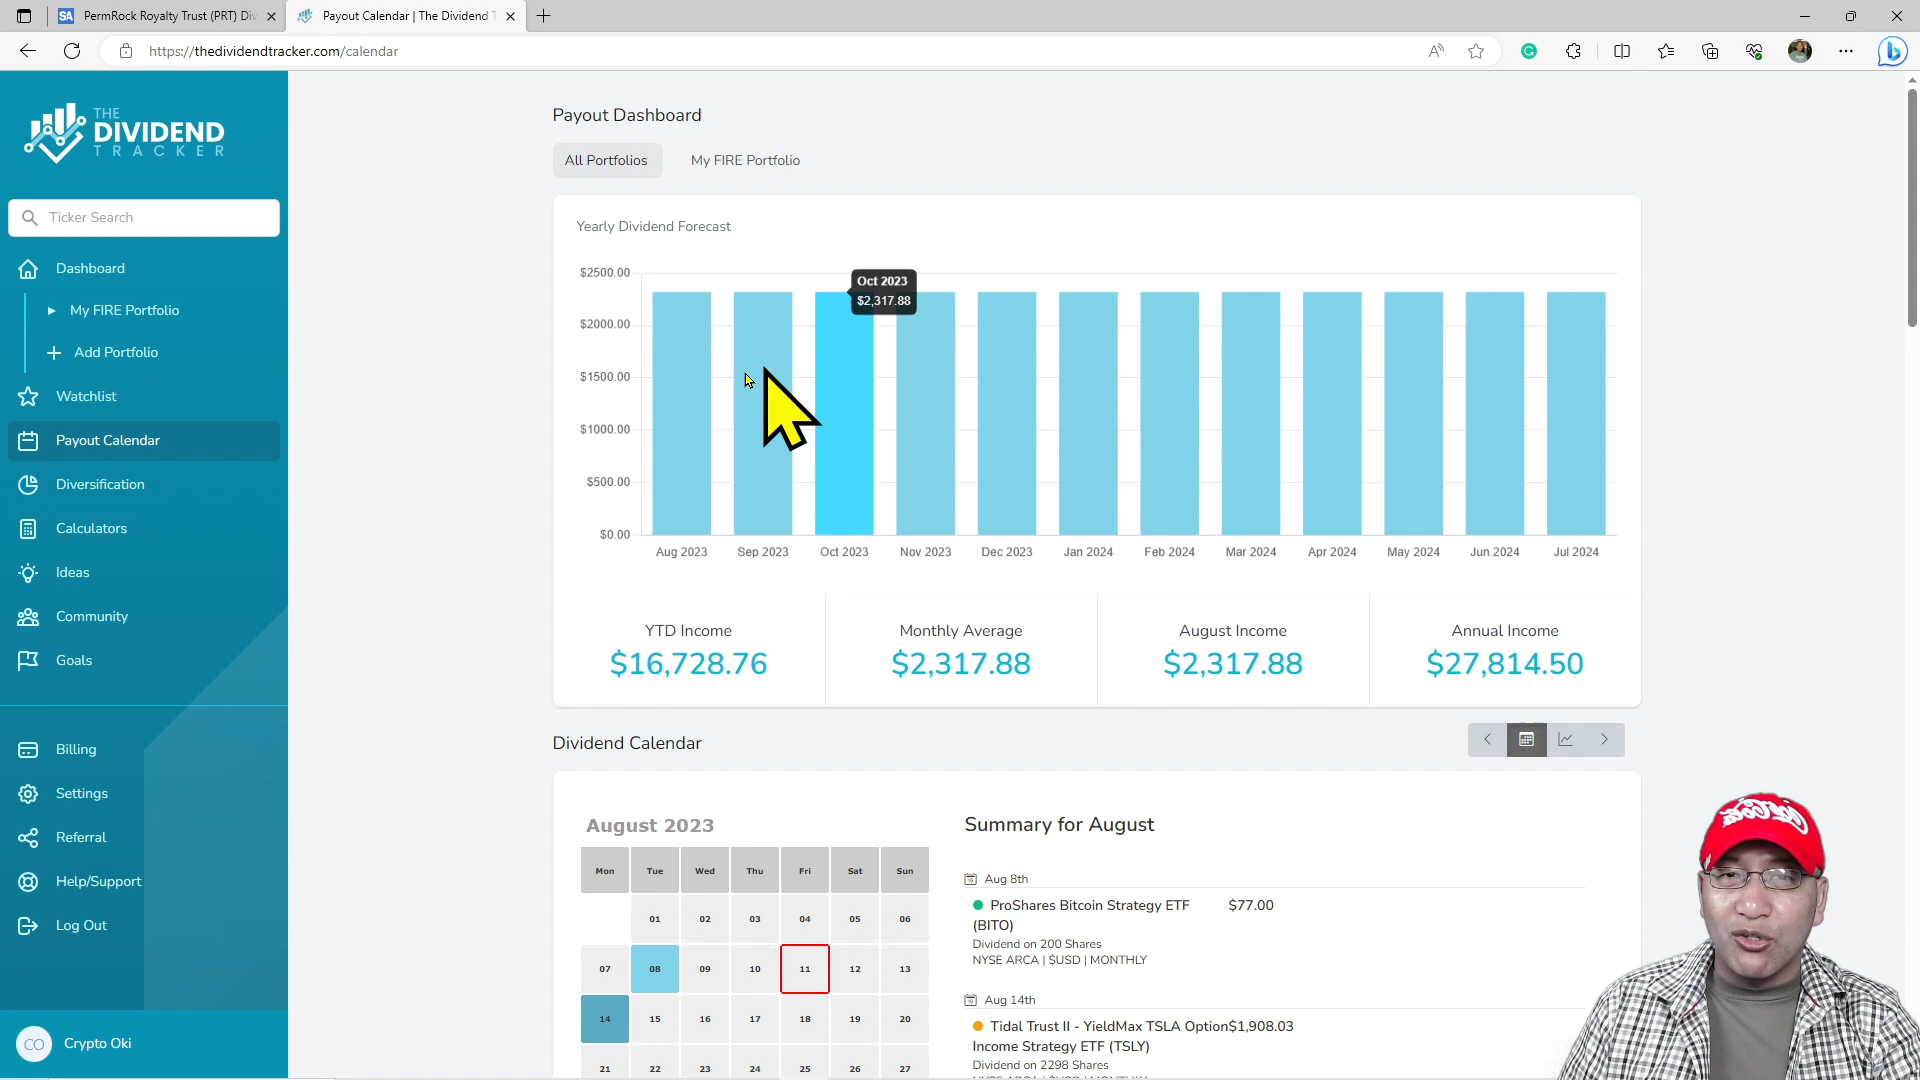 PermRock Royalty Trust (PRT) Div
Payout Calendar | The Dividend T
https://thedividendtracker.com/calendar
THE
DIVIDEND
TRACKER
Ticker Search
Dashboard
My FIRE Portfolio
Add Portfolio
Watchlist
Payout Calendar
Diversification
Calculators
Ideas
Community
Goals
Billing
Settings
Referral
Help/Support
Log Out
CO Crypto Oki
Payout Dashboard
All Portfolios My FIRE Portfolio
Yearly Dividend Forecast
$2500.00
$2000.00
$1500.00
$1000.00
$500.00
$0.00
Oct 2023
$2,317.88
Aug 2023 Sep 2023 Oct 2023 Nov 2023 Dec 2023 Jan 2024 Feb 2024 Mar 2024 Apr 2024 May 2024 Jun 2024 Jul 2024
YTD Income Monthly Average August Income Annual Income
$16,728.76 $2,317.88 $2,317.88 $27,814.50
Dividend Calendar
August 2023
Mon Tue Wed Thu Fri Sat Sun
01 02 03 04 05 06
07 08 09 10 11 12 13
14 15 16 17 18 19 20
21 22 23 24 25 26 27
Summary for August
Aug 8th
ProShares Bitcoin Strategy ETF $77.00
(BITO)
Dividend on 200 Shares
NYSE ARCA | $USD | MONTHLY
Aug 14th
Tidal Trust II - YieldMax TSLA Option$1,908.03
Income Strategy ETF (TSLY)
Dividend on 2298 Shares